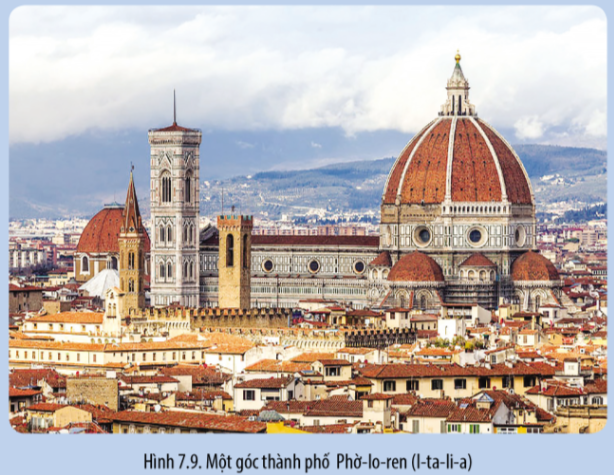 Hình 7.9. Một góc thành phố Phờ-lo-ren (I-ta-li-a)